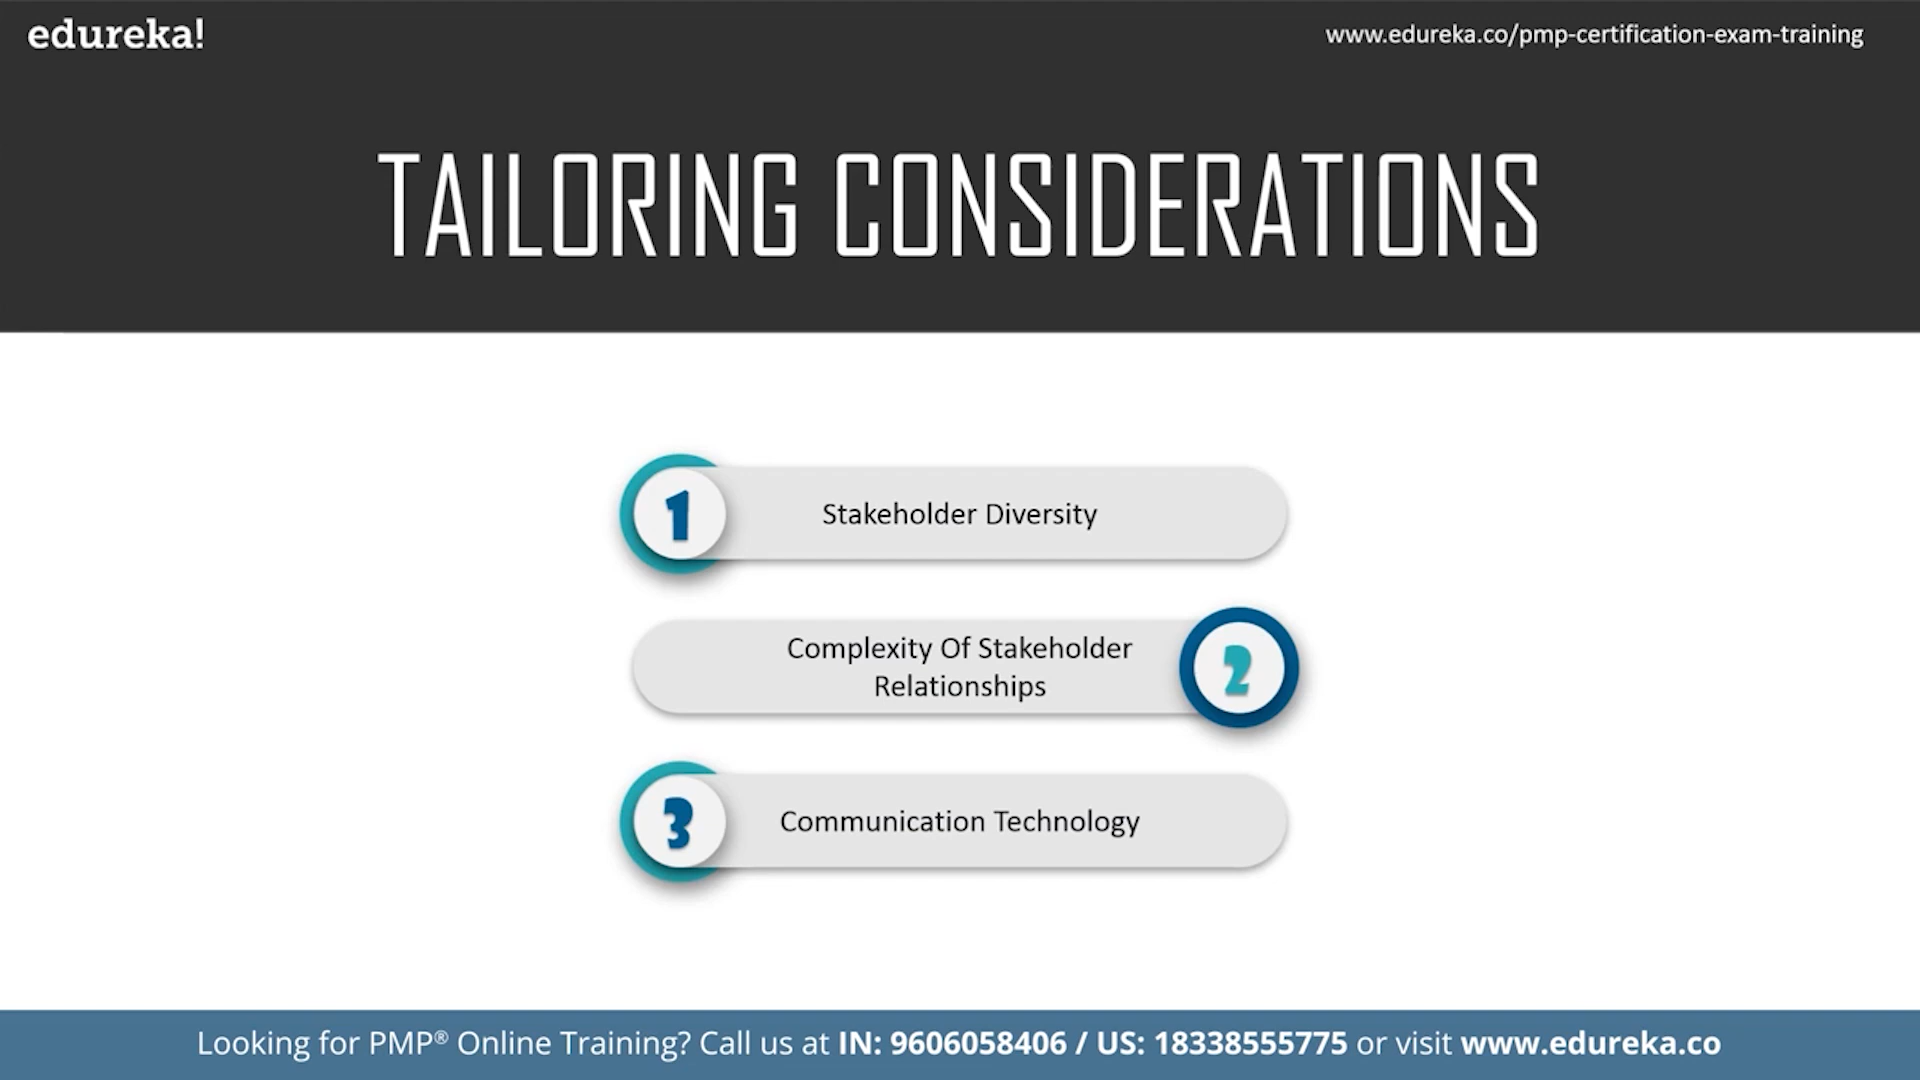 edureka!
www.edureka.co/pmp-certification-exam-training
TAILORING CONSIDERATIONS
1
Stakeholder Diversity
Complexity Of Stakeholder
Relationships
2
3
Communication Technology
Looking for PMP® Online Training? Call us at IN: 9606058406 / US: 18338555775 or visit www.edureka.co